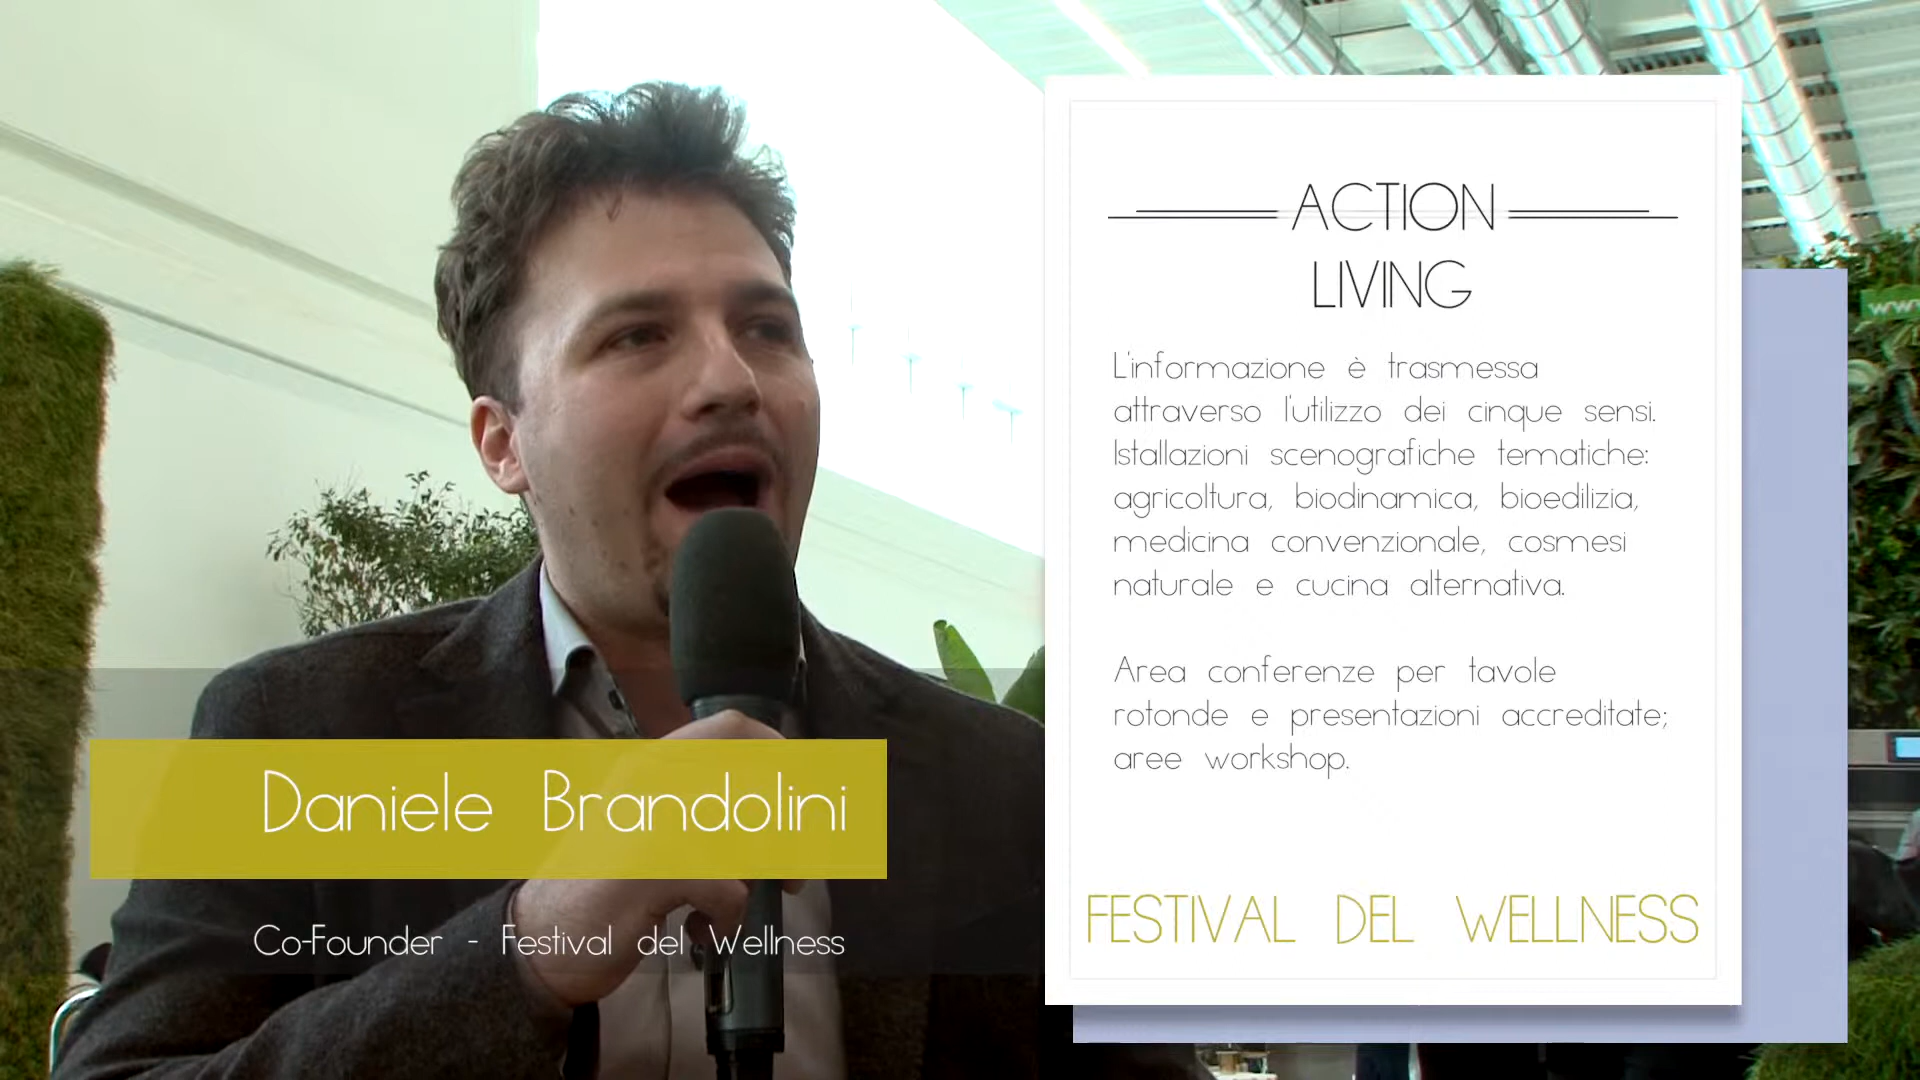 ACTION
LIVING
L'informazione è trasmessa
attraverso l'utilizzo dei cinque sensi.
Istallazioni scenografiche tematiche:
agricoltura, biodinamica, bioedilizia,
medicina convenzionale, cosmesi
naturale e cucina alternativa.
Area conferenze per tavole
rotonde e presentazioni accreditate;
aree workshop.
FESTIVAL DEL WELLNESS
Daniele Brandolini
Co-Founder - Festival del Wellness
www